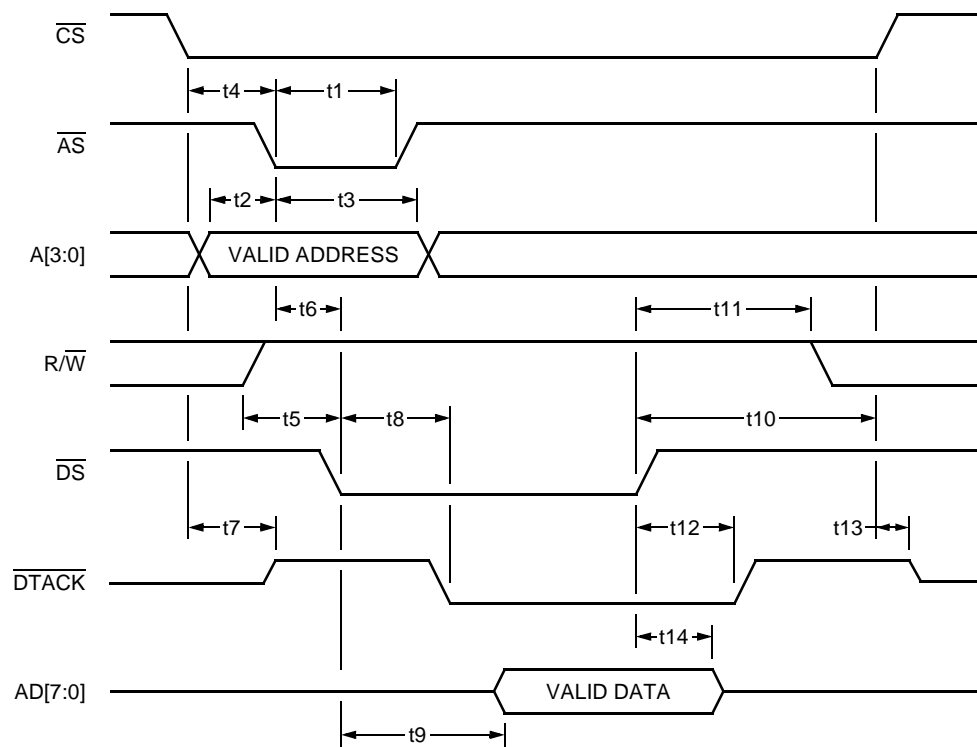 CS
t4 t1
AS
t2 t3
A[3:0] VALID ADDRESS
t6 t11
R/W
t5 t8 t10
DS
t7 t12 t13
DTACK
t14
AD[7:0] VALID DATA
t9